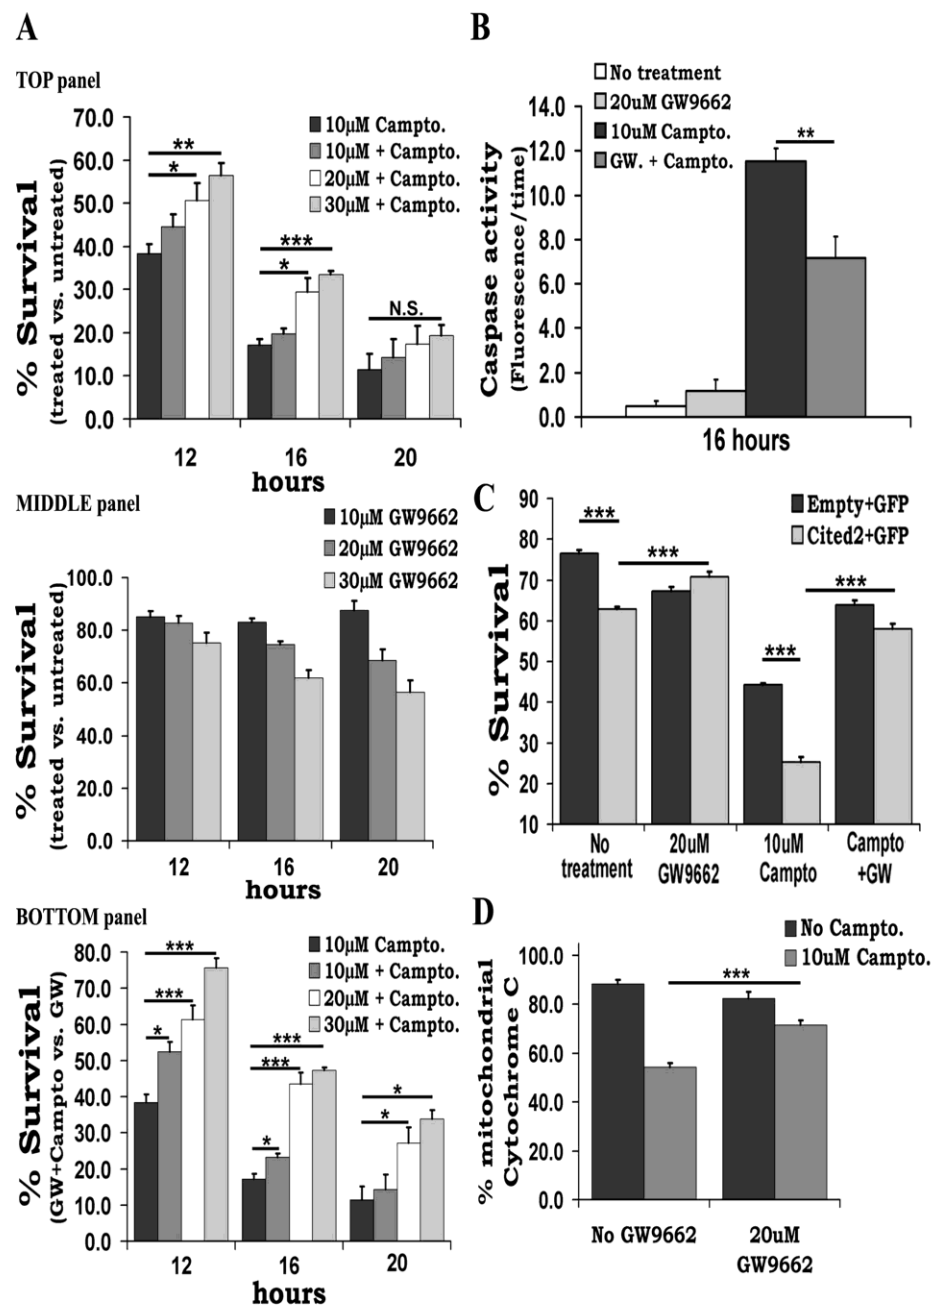 A
TOP panel
% Survival
(treated vs. untreated)
70.0
60.0
50.0
40.0
30.0
20.0
10.0
0.0
10µM Campto.
10µM + Campto.
20µM + Campto.
30µM + Campto.
**
*
***
*
N.S.
12 16 20
hours
B
No treatment
20uM GW9662
10uM Campto.
GW. + Campto.
Caspase activity
(Fluorescence/time)
14.0
12.0
10.0
8.0
6.0
4.0
2.0
0.0
**
16 hours
MIDDLE panel
10µM GW9662
20µM GW9662
30µM GW9662
% Survival
(treated vs. untreated)
100.0
80.0
60.0
40.0
20.0
0.0
12 16 20
hours
C
Empty+GFP
Cited2+GFP
% Survival
90
80
70
60
50
40
30
20
10
***
***
***
***
No treatment
20uM GW9662
10uM Campto
Campto +GW
BOTTOM panel
10µM Campto.
10µM + Campto.
20µM + Campto.
30µM + Campto.
% Survival
(GW+Campto vs. GW)
80.0
70.0
60.0
50.0
40.0
30.0
20.0
10.0
0.0
***
***
*
***
***
*
*
*
12 16 20
hours
D
No Campto.
10uM Campto.
% mitochondrial
Cytochrome C
100.0
80.0
60.0
40.0
20.0
0.0
***
No GW9662
20uM GW9662